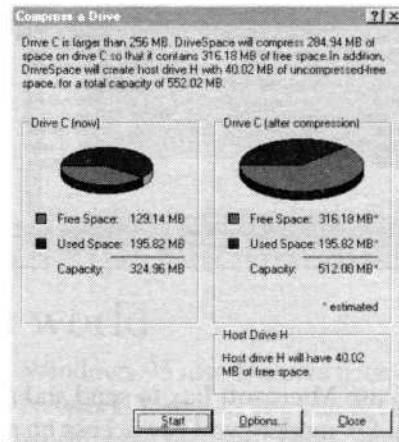 Compress a Drive
Drive C is larger than 256 MB. DriveSpace will compress 284.94 MB of
space on drive C so that it contains 316.18 MB of free space.In addition,
DriveSpace will create host drive H with 40.02 MB of uncompressed-free
space, for a total capacity of 552.02 MB.
Drive C (now)
Free Space: 129.14 MB
Used Space: 195.82 MB
Capacity: 324.96 MB
Drive C (after compression)
Free Space: 316.18 MB*
Used Space: 195.82 MB*
Capacity: 512.00 MB*
* estimated
Host Drive H
Host drive H will have 40.02
MB of free space.
Start Options... Close